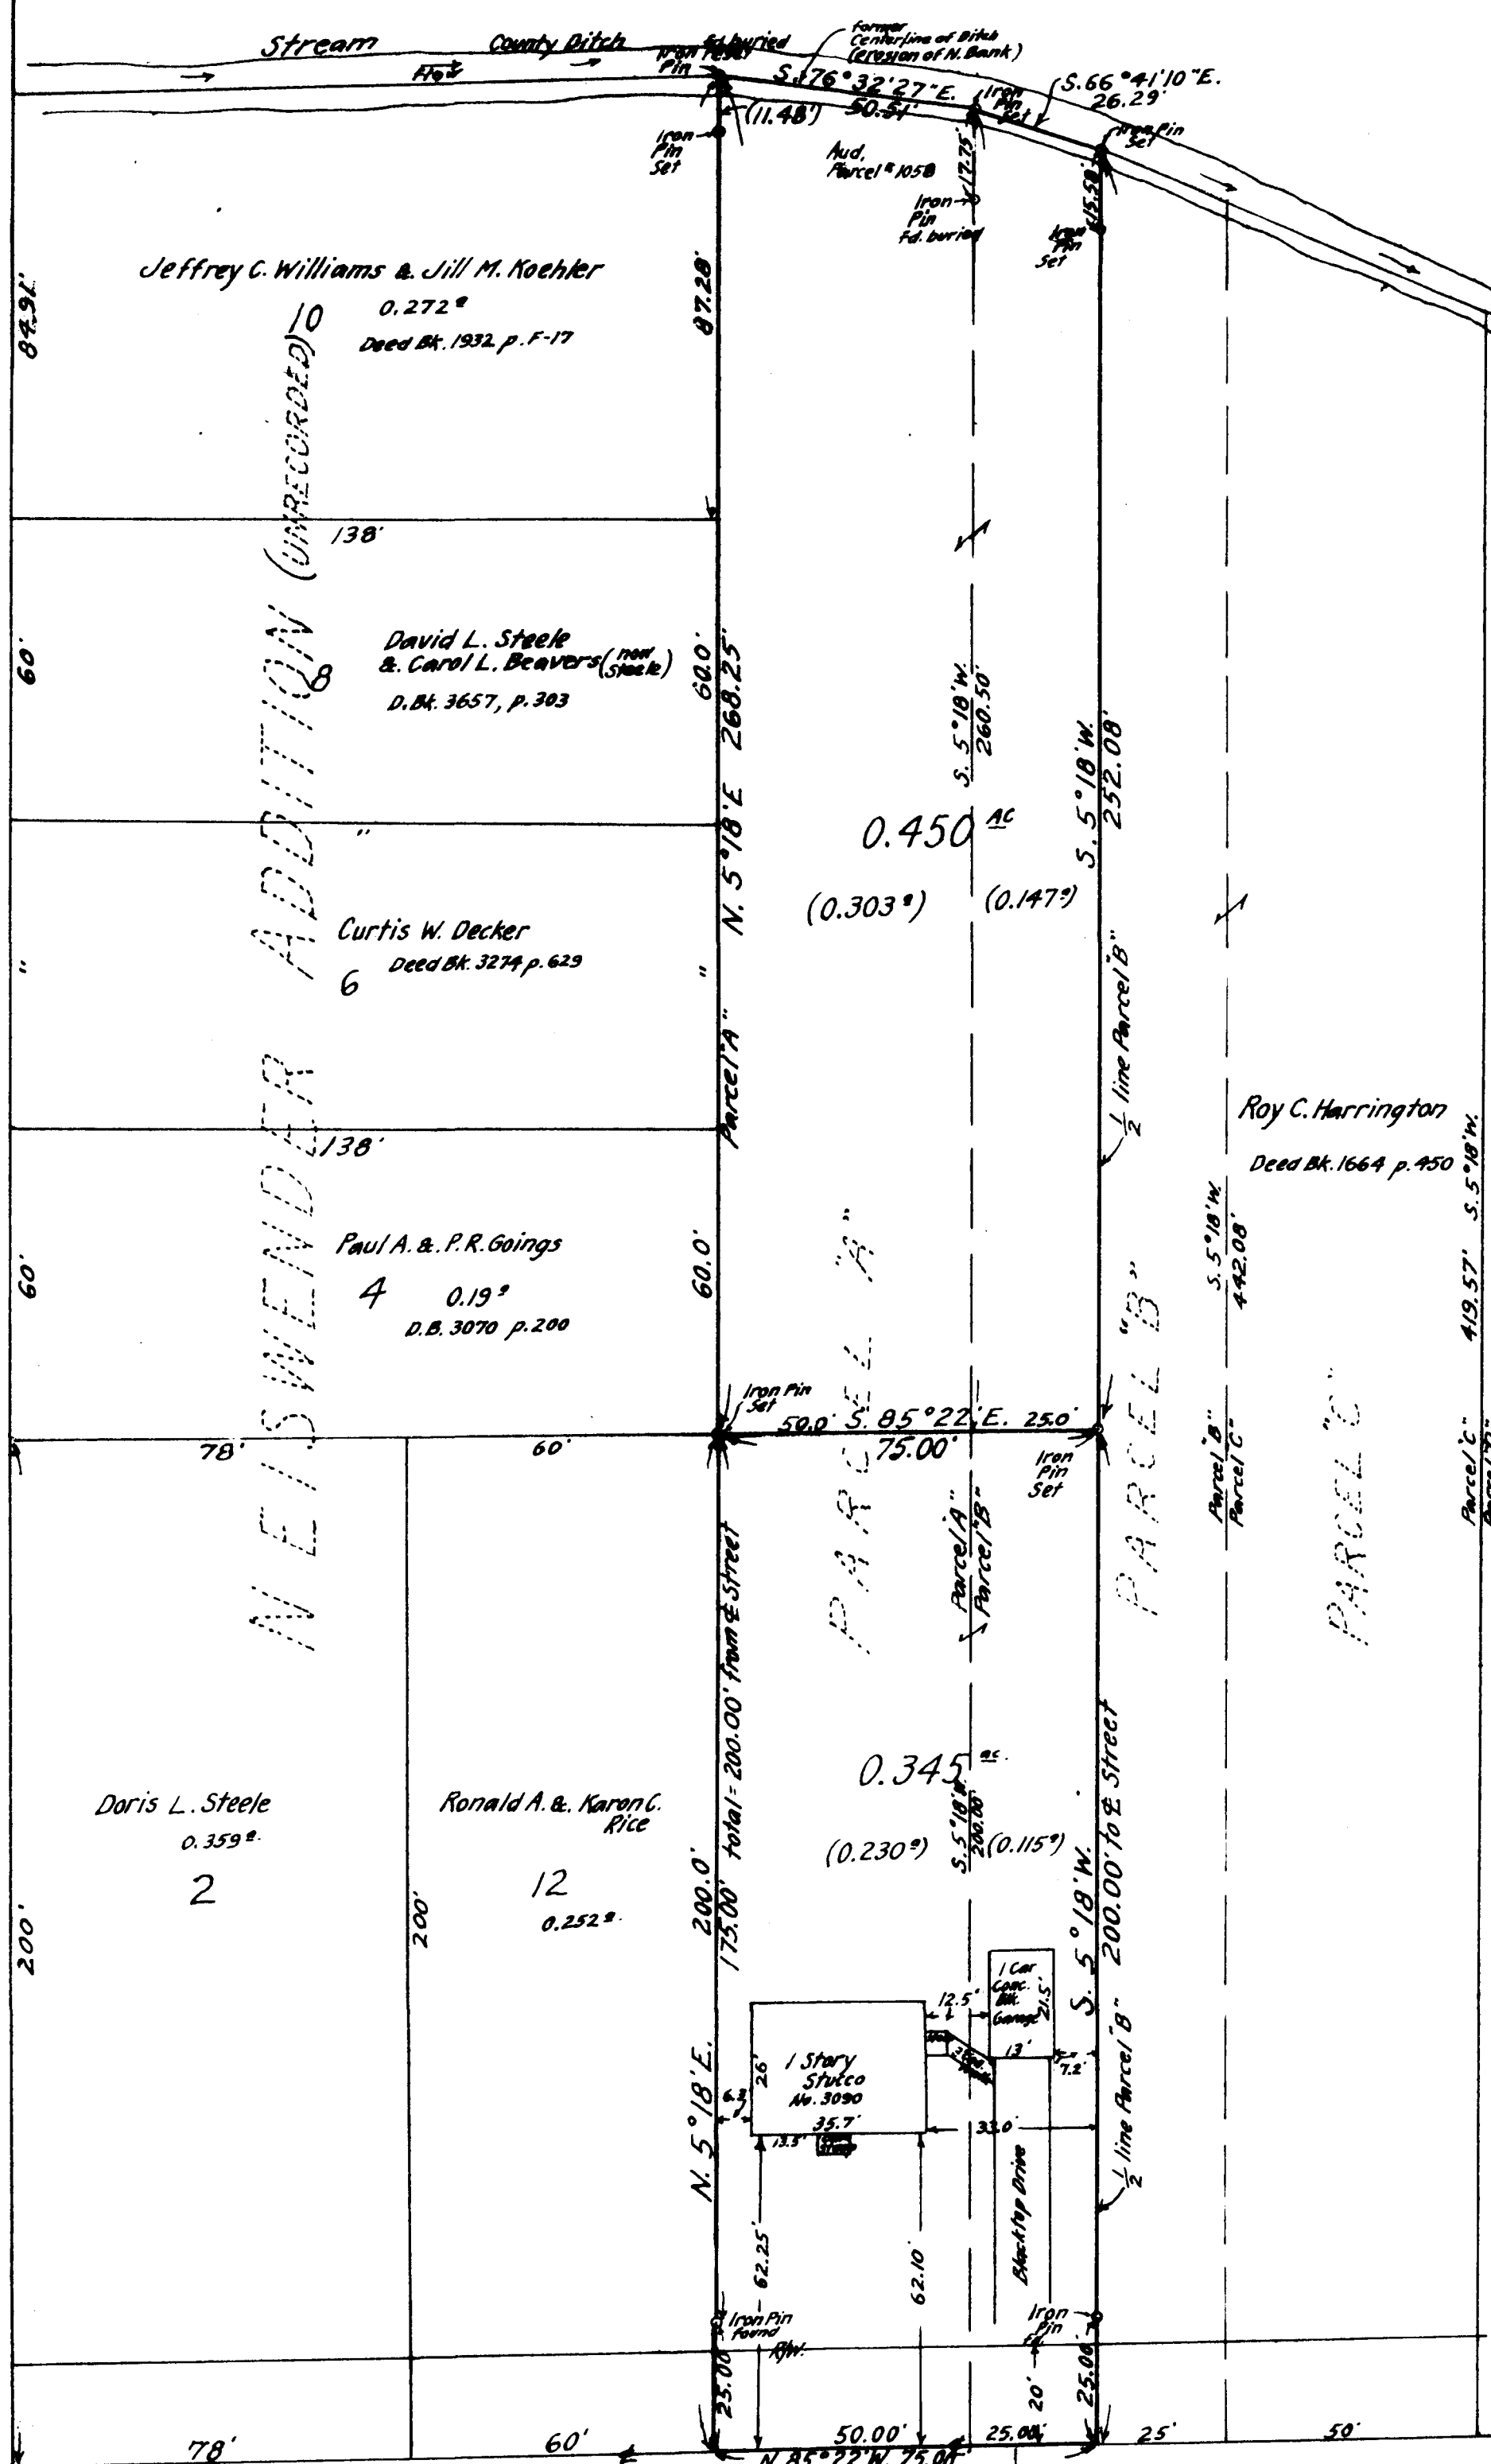 Stream
County Ditch
Flow
Fd. buried
Iron
Pin
former
Centerline of Ditch
(erosion of N. Bank)
S. 76°32'27"E.
50.51'
S. 66°41'10"E.
26.29'
Iron
Pin
Set
Iron Pin
Set
(11.48')
Iron
Pin
Set
Aud.
Parcel # 1058
17.75'
Iron
Pin
Fd. buried
15.58'
Iron
Pin
Set
84.91'
Jeffrey C. Williams & Jill M. Koehler
10
0.272 a
Deed Bk. 1932 p. F-17
87.28'
138'
NEISWENDER ADDITION (UNRECORDED)
60'
David L. Steele
& Carol L. Beavers (now Steele)
8
D. Bk. 3657, p. 303
60.0'
N. 5°18'E 268.25'
S. 5°18'W.
260.50'
S. 5°18'W.
252.08'
0.450 AC
(0.303 a)
(0.147 a)
"
"
Curtis W. Decker
Deed Bk. 3274 p. 629
6
"
Parcel "A"
1/2 line Parcel "B"
138'
Roy C. Harrington
Deed Bk. 1664 p. 450
60'
Paul A. & P.R. Goings
4
0.19 a
D.B. 3070 p. 200
60.0'
PARCEL "A"
PARCEL "B"
PARCEL "C"
S. 5°18'W.
442.08'
Parcel "B"
Parcel "C"
419.57' S. 5°18'W.
Parcel "C"
Iron Pin
Set
50.0' S. 85°22'E. 25.0'
75.00'
Iron
Pin
Set
78'
60'
Parcel "A"
Parcel "B"
total = 200.00' from ℄ Street
Doris L. Steele
0.359 a.
2
Ronald A. & Karon C.
Rice
12
0.252 a.
200'
200'
200.0'
175.00'
N. 5°18'E.
0.345 ac.
(0.230 a)
(0.115 a)
S. 5°18'W.
200.00'
S. 5°18'W.
200.00' to ℄ Street
1/2 line Parcel "B"
1 Car
Conc.
Blk.
Garage
21.5'
13'
12.5'
7.2'
1 Story
Stucco
No. 3090
26'
35.7'
6.3'
13.5'
33.0'
Blacktop Drive
62.25'
62.10'
Iron Pin
found
R/W.
Iron
Pin
Fd.
25.00'
20'
25.00'
78'
60'
50.00'
25.00'
25'
50'
N. 85°22'W. 75.00'